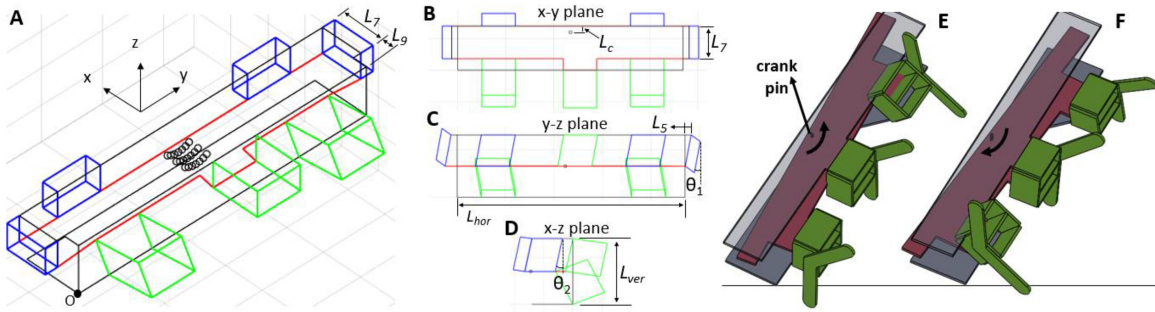 A
z
x
y
L7
L9
O
B
x-y plane
Lc
L7
C
y-z plane
L5
θ1
Lhor
D
x-z plane
θ2
Lver
E
F
crank
pin